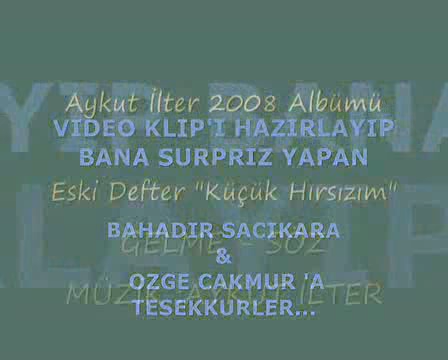 Aykut İlter 2008 Albümü
VIDEO KLIP'I HAZIRLAYIP
BANA SURPRIZ YAPAN
Eski Defter "Küçük Hırsızım"
BAHADIR SACIKARA
GELME - SÖZ
&
OZGE CAKMUR 'A
MÜZİK AYKUT İLTER
TESEKKURLER...